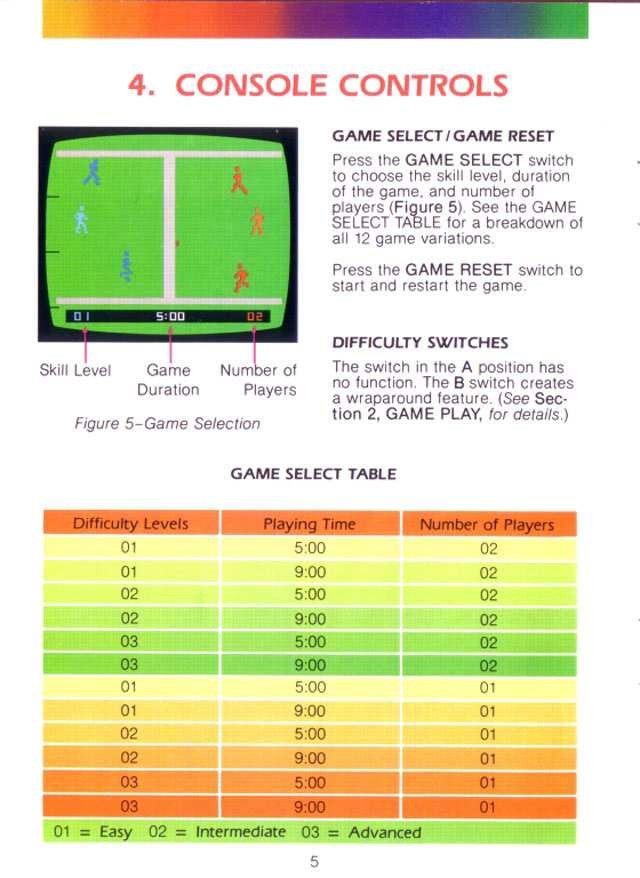 4. CONSOLE CONTROLS
01 5:00 02
Skill Level
Game Duration
Number of Players
Figure 5–Game Selection
GAME SELECT / GAME RESET
Press the GAME SELECT switch
to choose the skill level, duration
of the game, and number of
players (Figure 5). See the GAME
SELECT TABLE for a breakdown of
all 12 game variations.
Press the GAME RESET switch to
start and restart the game.
DIFFICULTY SWITCHES
The switch in the A position has
no function. The B switch creates
a wraparound feature. (See Sec-
tion 2, GAME PLAY, for details.)
GAME SELECT TABLE
Difficulty Levels Playing Time Number of Players
01 5:00 02
01 9:00 02
02 5:00 02
02 9:00 02
03 5:00 02
03 9:00 02
01 5:00 01
01 9:00 01
02 5:00 01
02 9:00 01
03 5:00 01
03 9:00 01
01 = Easy 02 = Intermediate 03 = Advanced
5